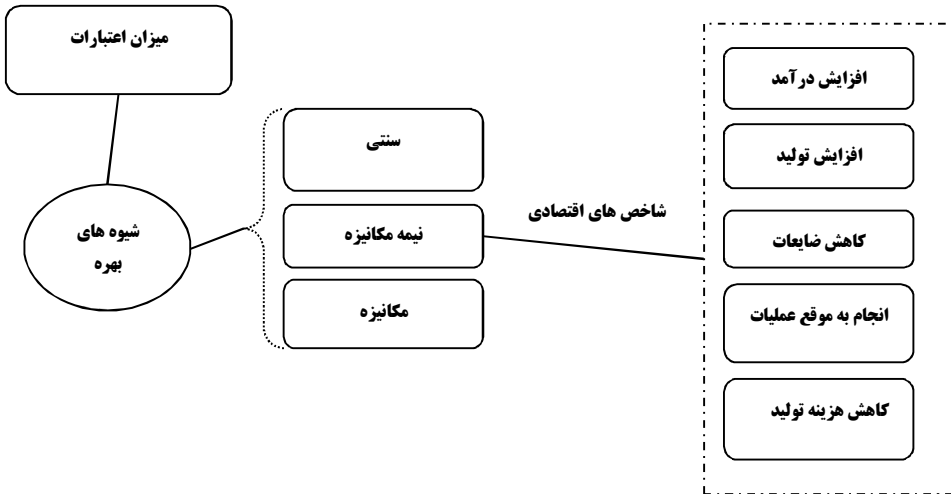 میزان اعتبارات
شیوه های
بهره
سنتی
نیمه مکانیزه
مکانیزه
شاخص های اقتصادی
افزایش درآمد
افزایش تولید
کاهش ضایعات
انجام به موقع عملیات
کاهش هزینه تولید